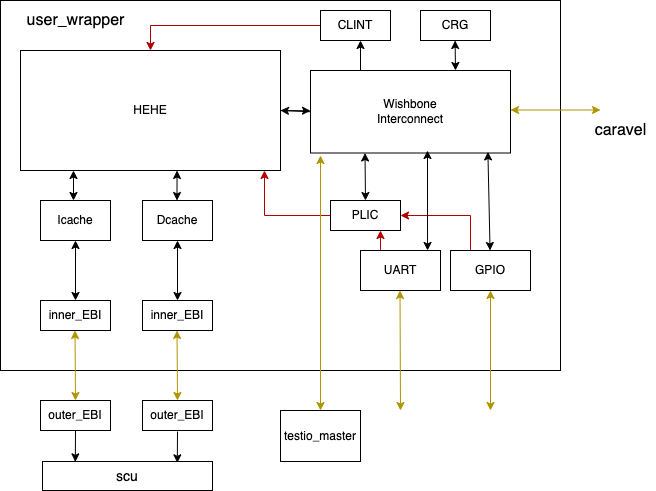 user_wrapper
CLINT
CRG
HEHE
Wishbone
Interconnect
caravel
Icache
Dcache
PLIC
UART
GPIO
inner_EBI
inner_EBI
outer_EBI
outer_EBI
testio_master
scu